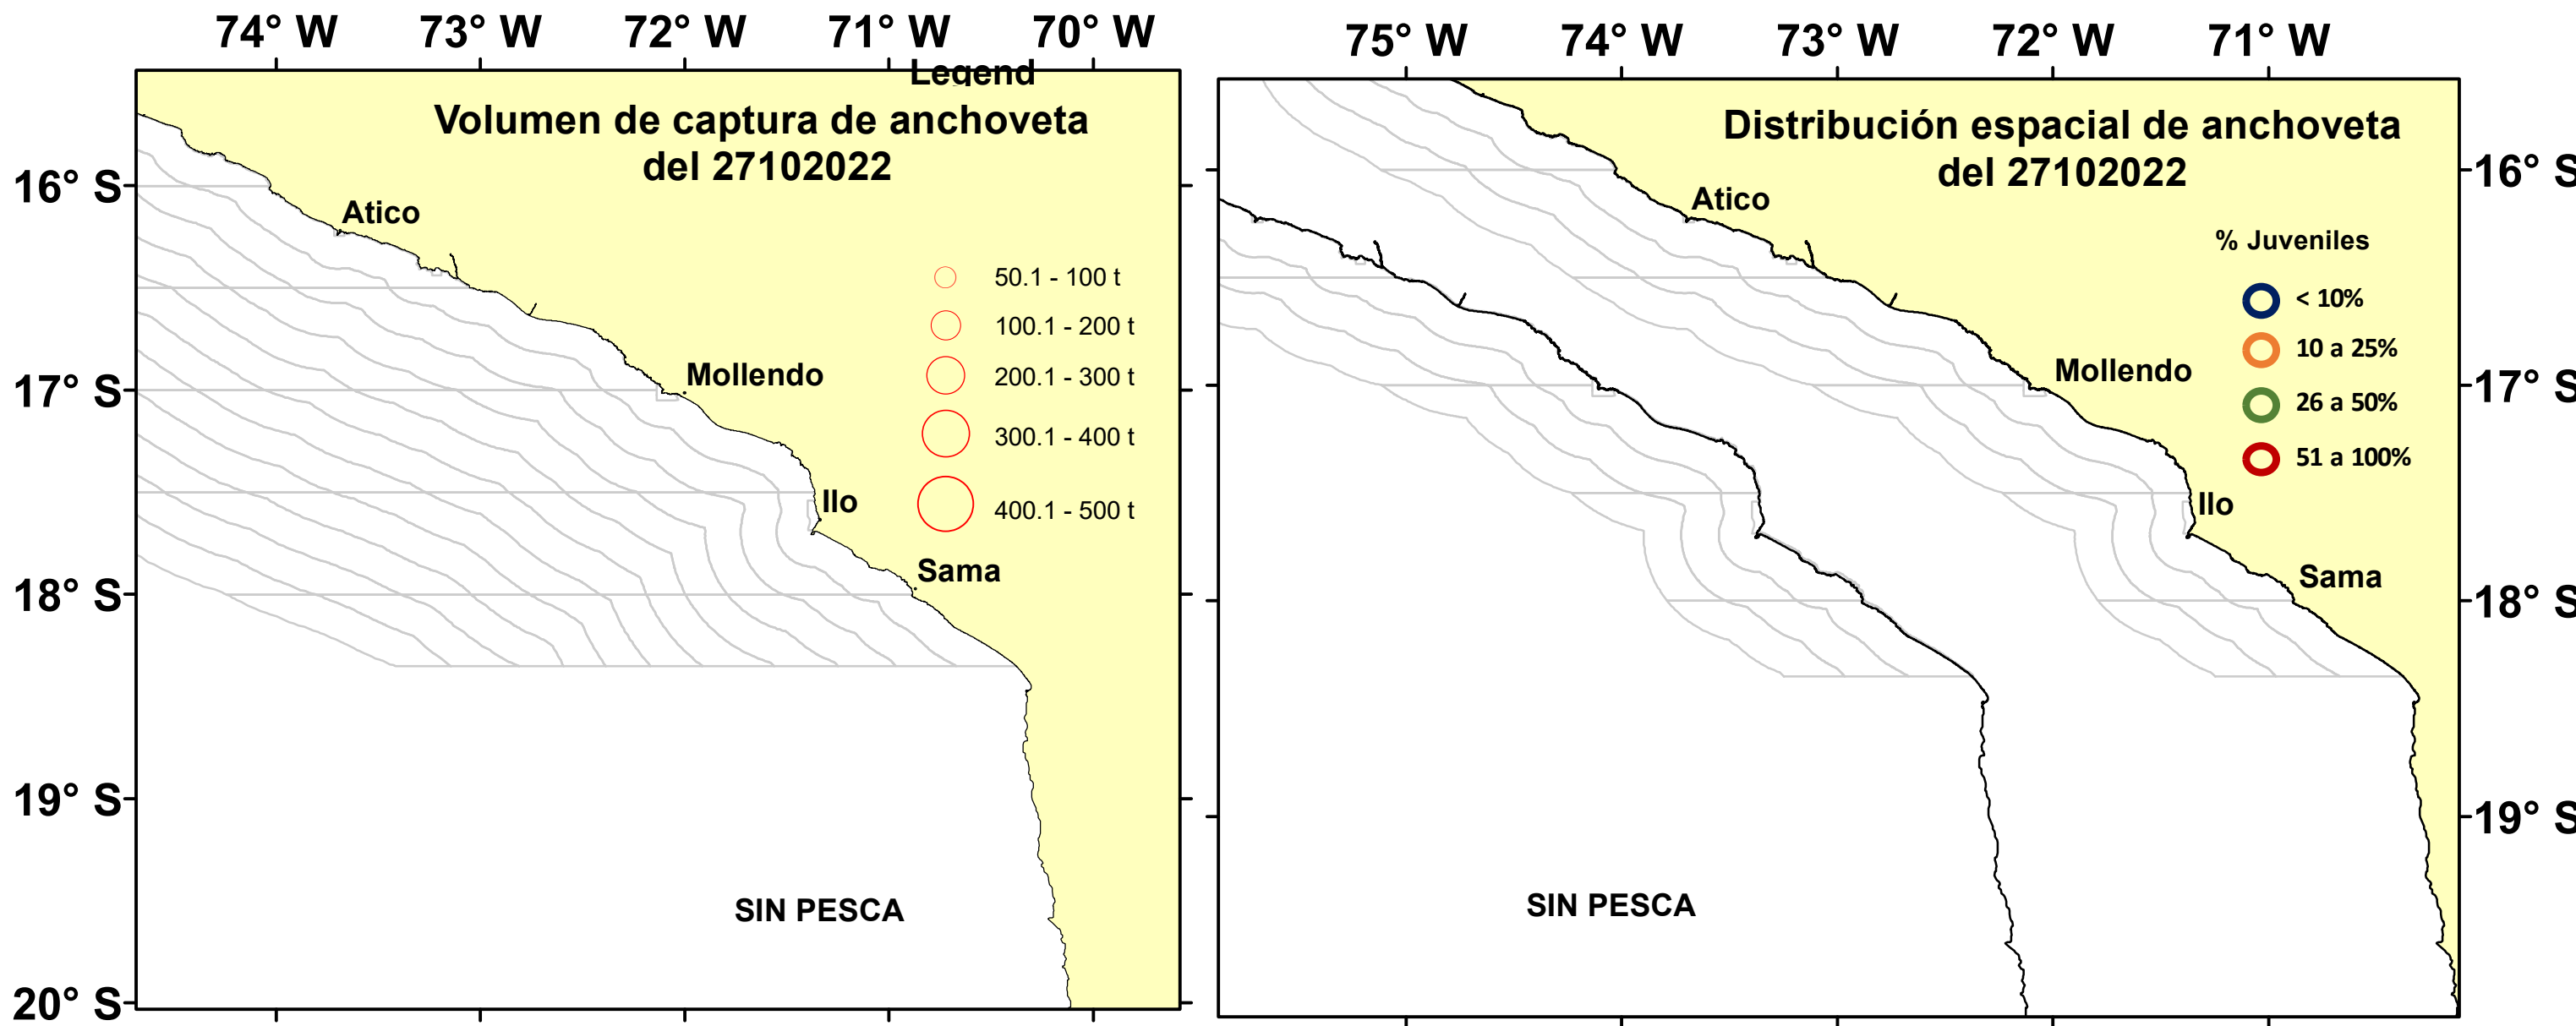 74° W 73° W 72° W 71° W 70° W
Legend
Volumen de captura de anchoveta
del 27102022
16° S
Atico
50.1 - 100 t
100.1 - 200 t
17° S
Mollendo
200.1 - 300 t
300.1 - 400 t
Ilo
400.1 - 500 t
18° S
Sama
19° S
SIN PESCA
20° S
75° W 74° W 73° W 72° W 71° W
Distribución espacial de anchoveta
del 27102022
16° S
Atico
% Juveniles
< 10%
10 a 25%
Mollendo
17° S
26 a 50%
51 a 100%
Ilo
Sama
18° S
19° S
SIN PESCA